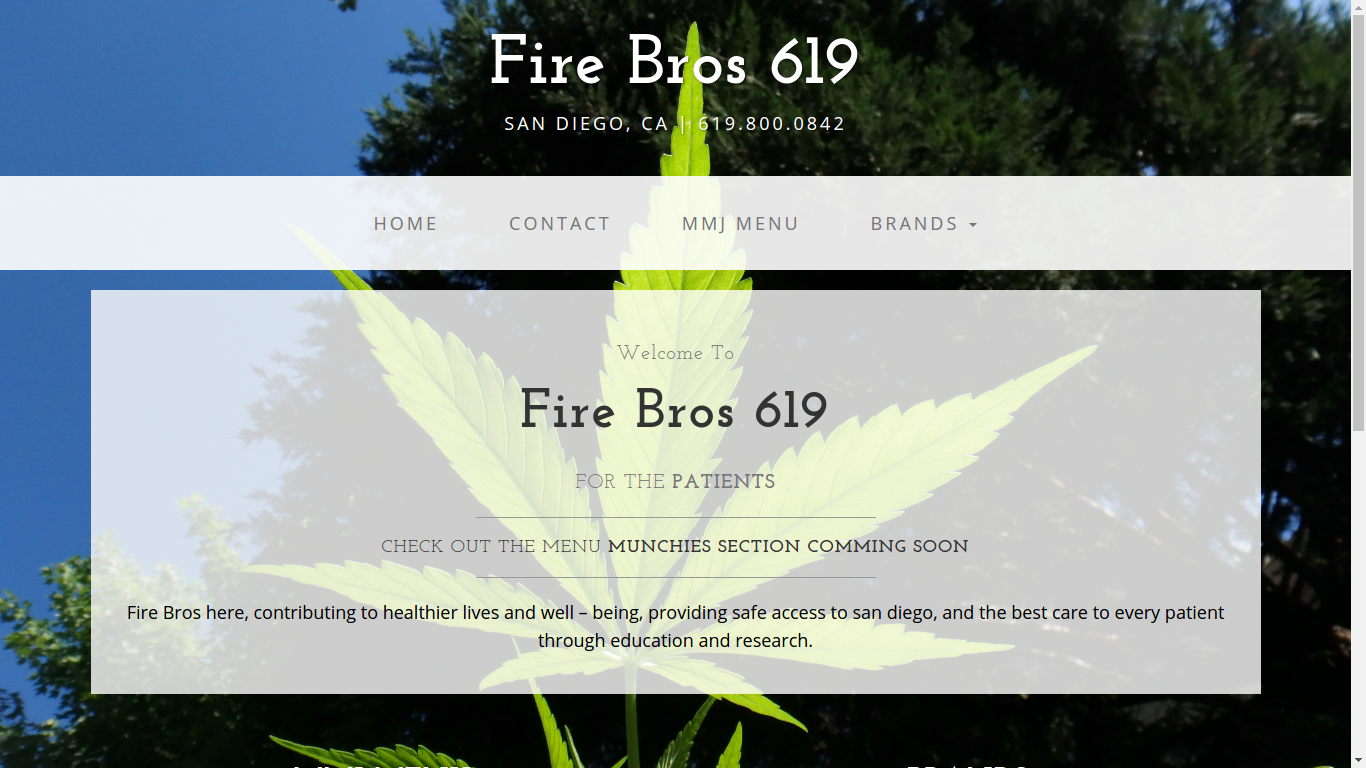 Fire Bros 619
SAN DIEGO, CA | 619.800.0842
HOME CONTACT MMJ MENU BRANDS
Welcome To
Fire Bros 619
FOR THE PATIENTS
CHECK OUT THE MENU MUNCHIES SECTION COMMING SOON
Fire Bros here, contributing to healthier lives and well – being, providing safe access to san diego, and the best care to every patient
through education and research.